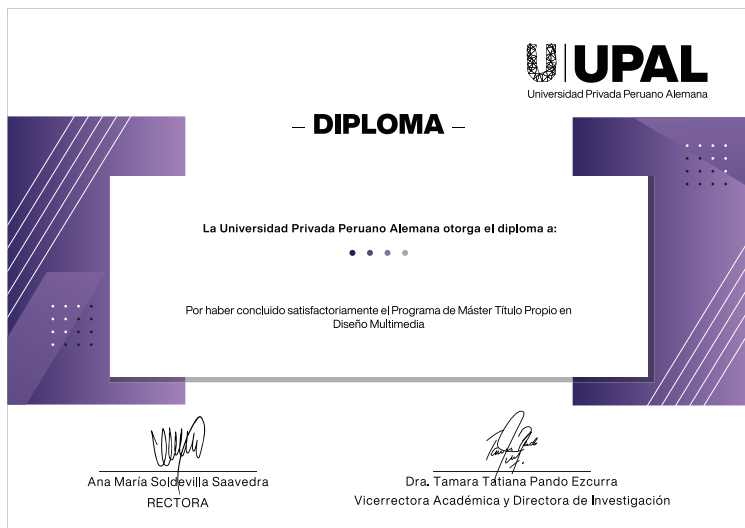 UPAL
Universidad Privada Peruano Alemana
– DIPLOMA –
La Universidad Privada Peruano Alemana otorga el diploma a:
Por haber concluido satisfactoriamente el Programa de Máster Título Propio en
Diseño Multimedia
Ana María Soldevilla Saavedra
RECTORA
Dra. Tamara Tatiana Pando Ezcurra
Vicerrectora Académica y Directora de Investigación